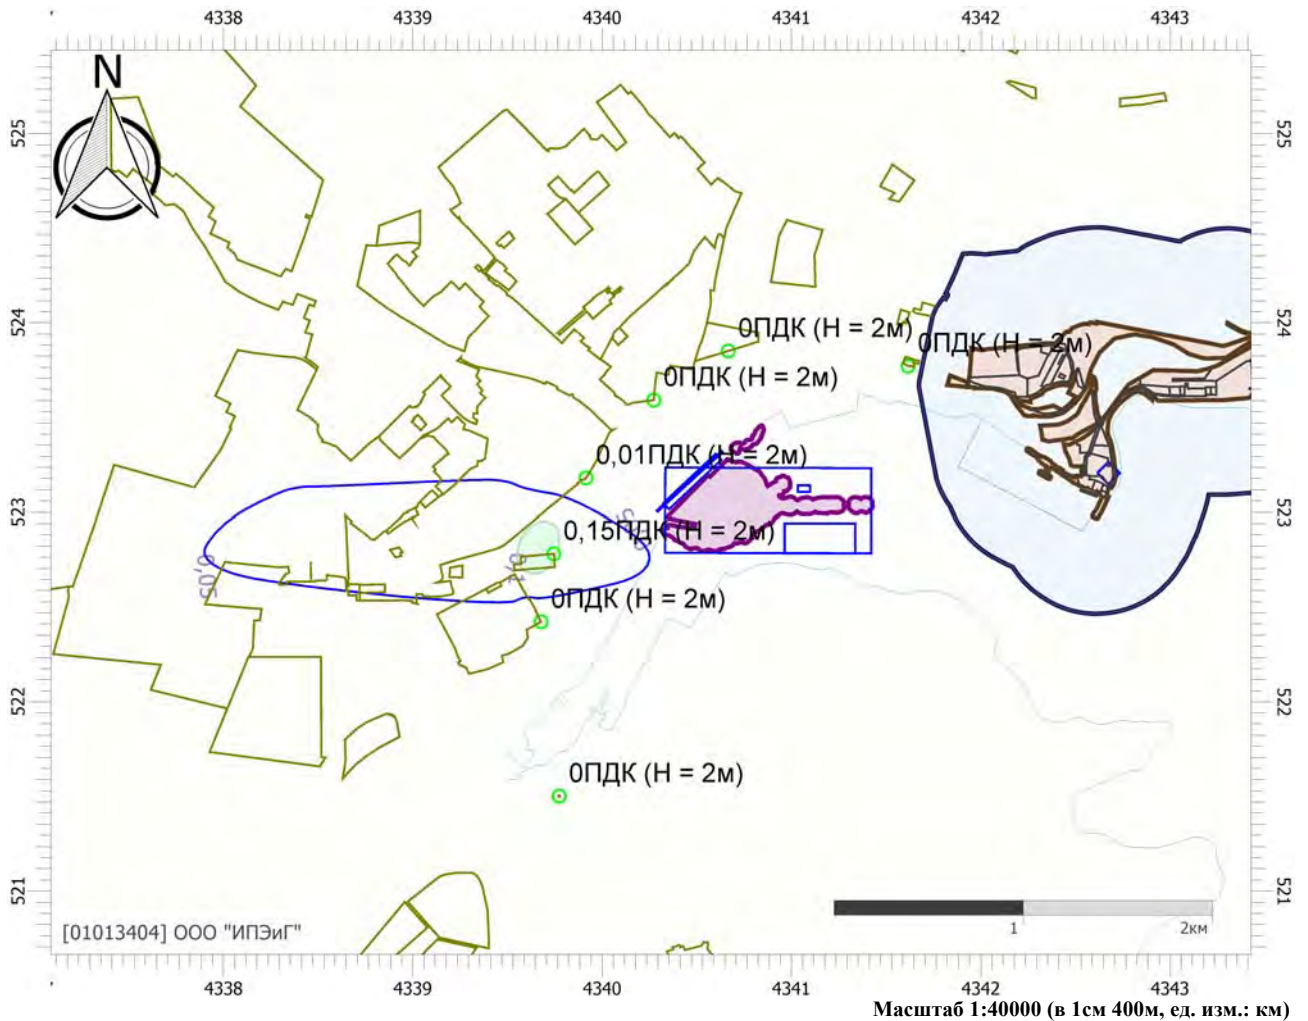 4338 4339 4340 4341 4342 4343
N
525 525
524 524
0ПДК (Н = 2м)
0ПДК (Н = 2м)
0ПДК (Н = 2м)
0,01ПДК (Н = 2м)
523 523
0,15ПДК (Н = 2м)
0,05
0,1
0ПДК (Н = 2м)
522 522
0ПДК (Н = 2м)
521 521
[01013404] ООО "ИПЭиГ"
1 2км
4338 4339 4340 4341 4342 4343
Масштаб 1:40000 (в 1см 400м, ед. изм.: км)